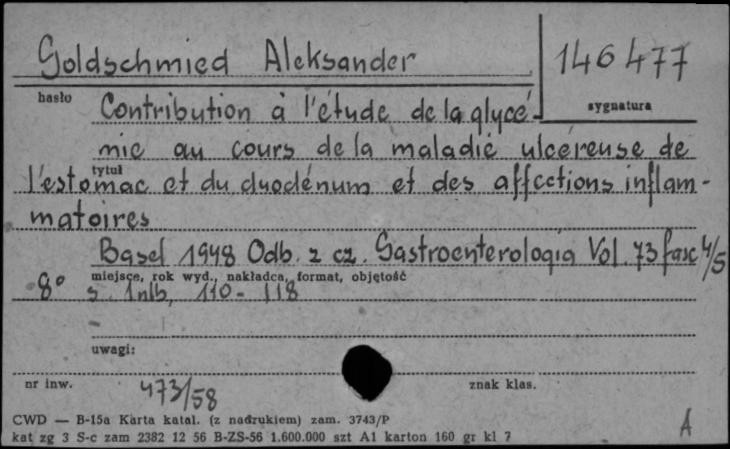 Goldschmied Aleksander
146477
hasło
sygnatura
Contribution à l'étude de la glycé-
mie au cours de la maladie ulcéreuse de
tytuł
l'estomac et du duodénum et des affections inflam-
matoires
Basel 1948 Odb. z cz. Gastroenterologia Vol. 73 fasc 4/5
miejsce, rok wyd., nakładca, format, objętość
8° s. 1nlb, 110-118
uwagi:
nr inw. 473/58
znak klas.
CWD — B-15a Karta katal. (z nadrukiem) zam. 3743/P
kat zg 3 S-c zam 2382 12 56 B-ZS-56 1.600.000 szt A1 karton 160 gr kl 7
A